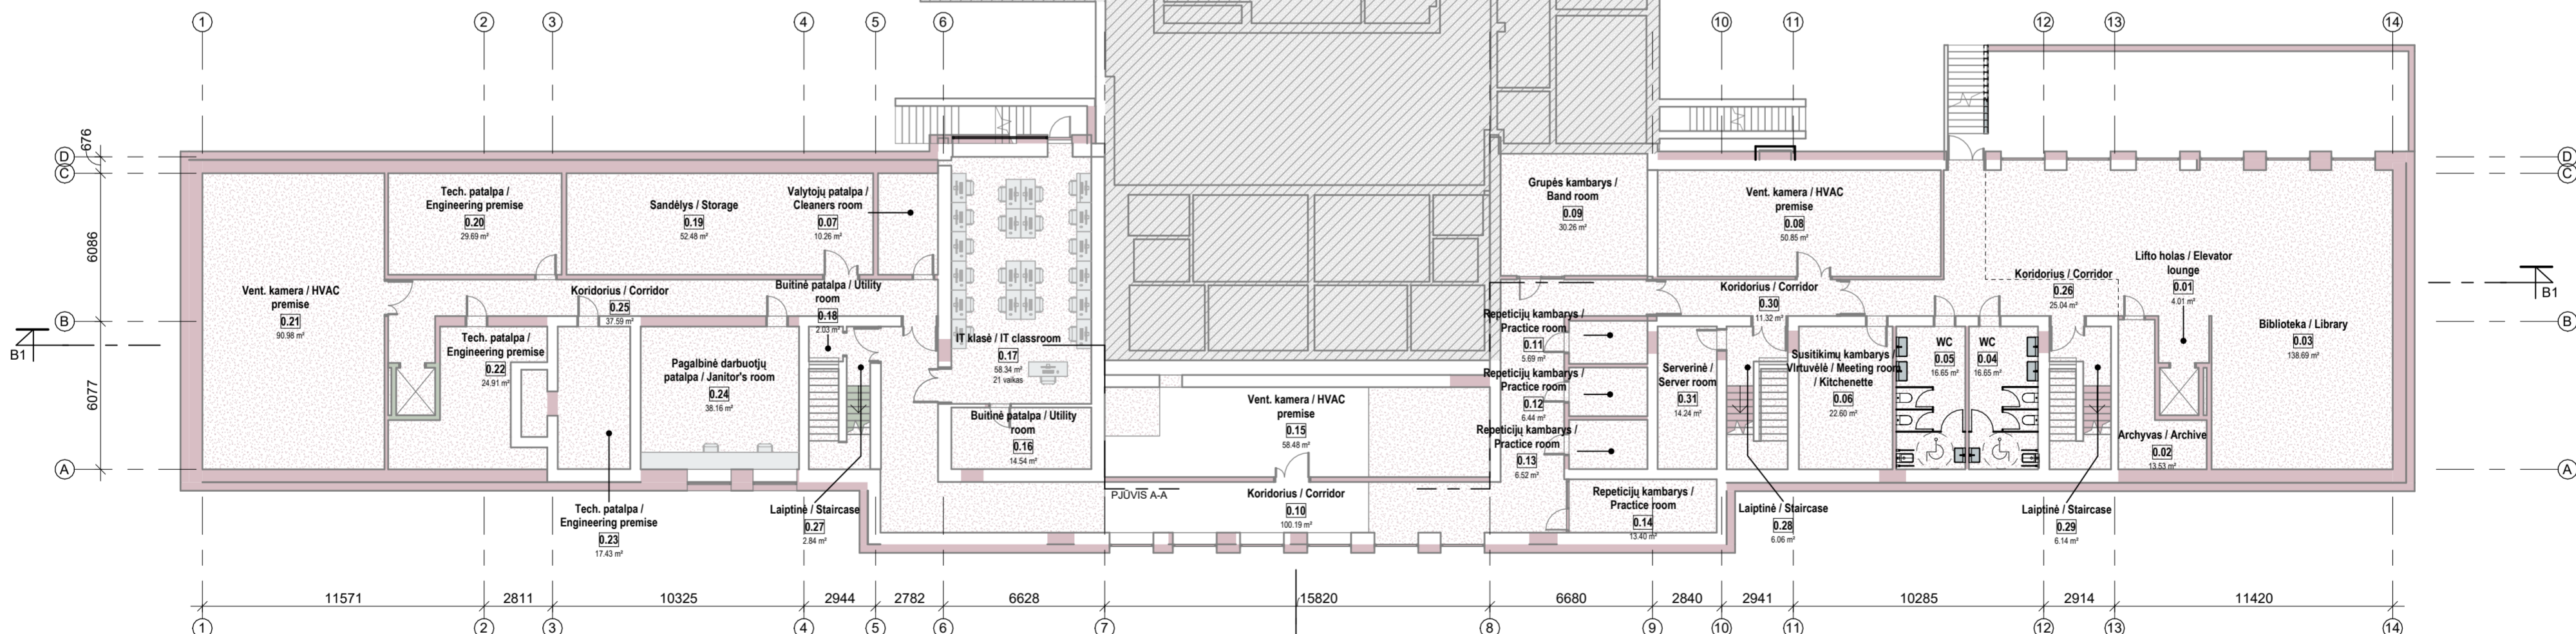 1 2 3 4 5 6 10 11 12 13 14
676
D
C
6086
B
B1
6077
A
Vent. kamera / HVAC
premise
0.21
90.98 m²
Tech. patalpa /
Engineering premise
0.20
29.69 m²
Sandėlys / Storage
0.19
52.48 m²
Valytojų patalpa /
Cleaners room
0.07
10.26 m²
Koridorius / Corridor
0.25
37.59 m²
Buitinė patalpa / Utility
room
0.18
2.03 m²
Tech. patalpa /
Engineering premise
0.22
24.91 m²
Pagalbinė darbuotjų
patalpa / Janitor's room
0.24
38.16 m²
Tech. patalpa /
Engineering premise
0.23
17.43 m²
Laiptinė / Staircase
0.27
2.84 m²
IT klasė / IT classroom
0.17
58.34 m²
21 vaikas
Buitinė patalpa / Utility
room
0.16
14.54 m²
Vent. kamera / HVAC
premise
0.15
58.48 m²
PJŪVIS A-A
Koridorius / Corridor
0.10
100.19 m²
Grupės kambarys /
Band room
0.09
30.26 m²
Vent. kamera / HVAC
premise
0.08
50.85 m²
Koridorius / Corridor
0.30
11.32 m²
Repeticijų kambarys /
Practice room
0.11
5.69 m²
Repeticijų kambarys /
Practice room
0.12
6.44 m²
Repeticijų kambarys /
Practice room
0.13
6.52 m²
Repeticijų kambarys /
Practice room
0.14
13.40 m²
Serverinė /
Server room
0.31
14.24 m²
Susitikimų kambarys /
VIrtuvėlė / Meeting room
/ Kitchenette
0.06
22.60 m²
WC
0.05
16.65 m²
WC
0.04
16.65 m²
Koridorius / Corridor
0.26
25.04 m²
Lifto holas / Elevator
lounge
0.01
4.01 m²
Biblioteka / Library
0.03
138.69 m²
Archyvas / Archive
0.02
13.53 m²
Laiptinė / Staircase
0.28
6.06 m²
Laiptinė / Staircase
0.29
6.14 m²
D
C
B1
B
A
11571 2811 10325 2944 2782 6628 15820 6680 2840 2941 10285 2914 11420
1 2 3 4 5 6 7 8 9 10 11 12 13 14